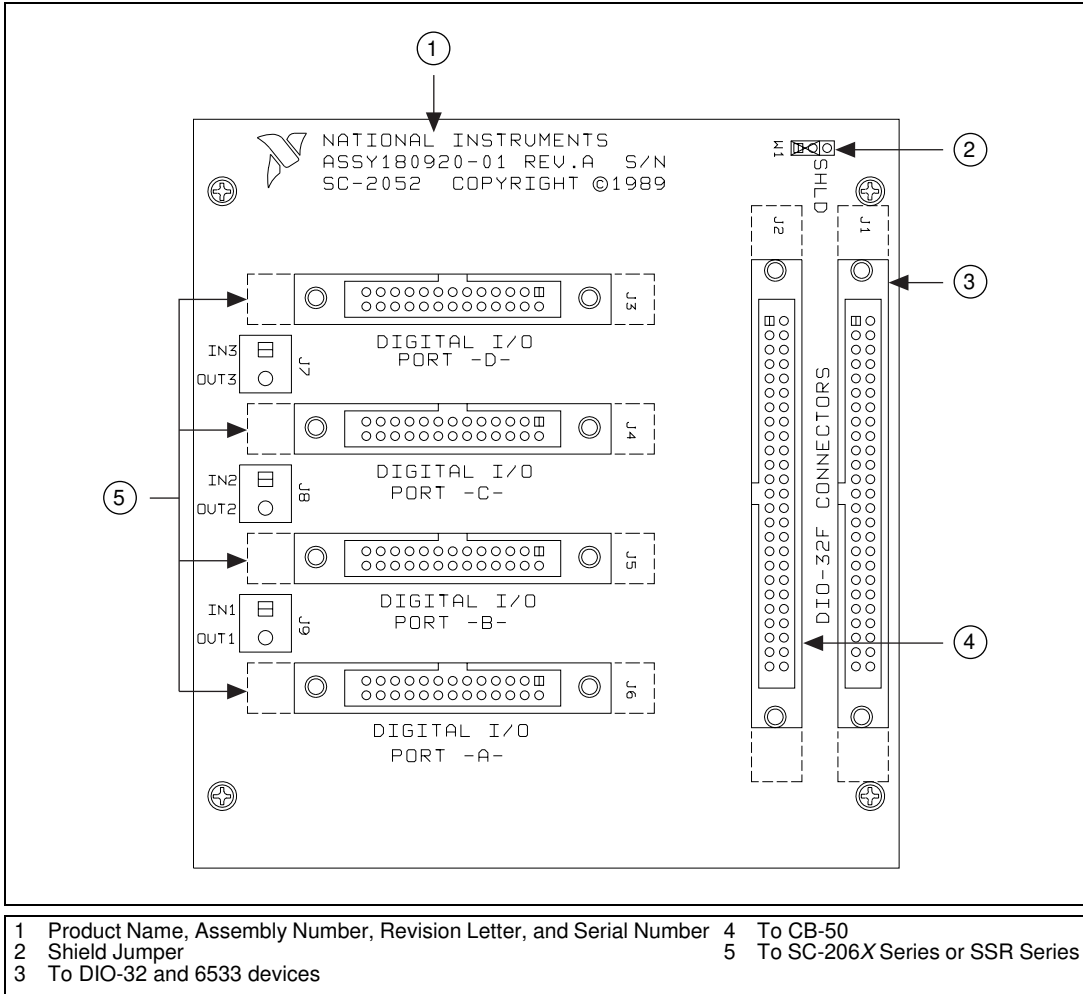 1
NATIONAL INSTRUMENTS
ASSY180920-01 REV.A S/N
SC-2052 COPYRIGHT ©1989
W1
SHLD
2
J2
J1
3
J3
DIGITAL I/O
PORT -D-
IN3
OUT3
J7
J4
DIGITAL I/O
PORT -C-
IN2
OUT2
J8
5
J5
DIGITAL I/O
PORT -B-
IN1
OUT1
J9
J6
DIGITAL I/O
PORT -A-
DIO-32F CONNECTORS
4
1 Product Name, Assembly Number, Revision Letter, and Serial Number
2 Shield Jumper
3 To DIO-32 and 6533 devices
4 To CB-50
5 To SC-206X Series or SSR Series